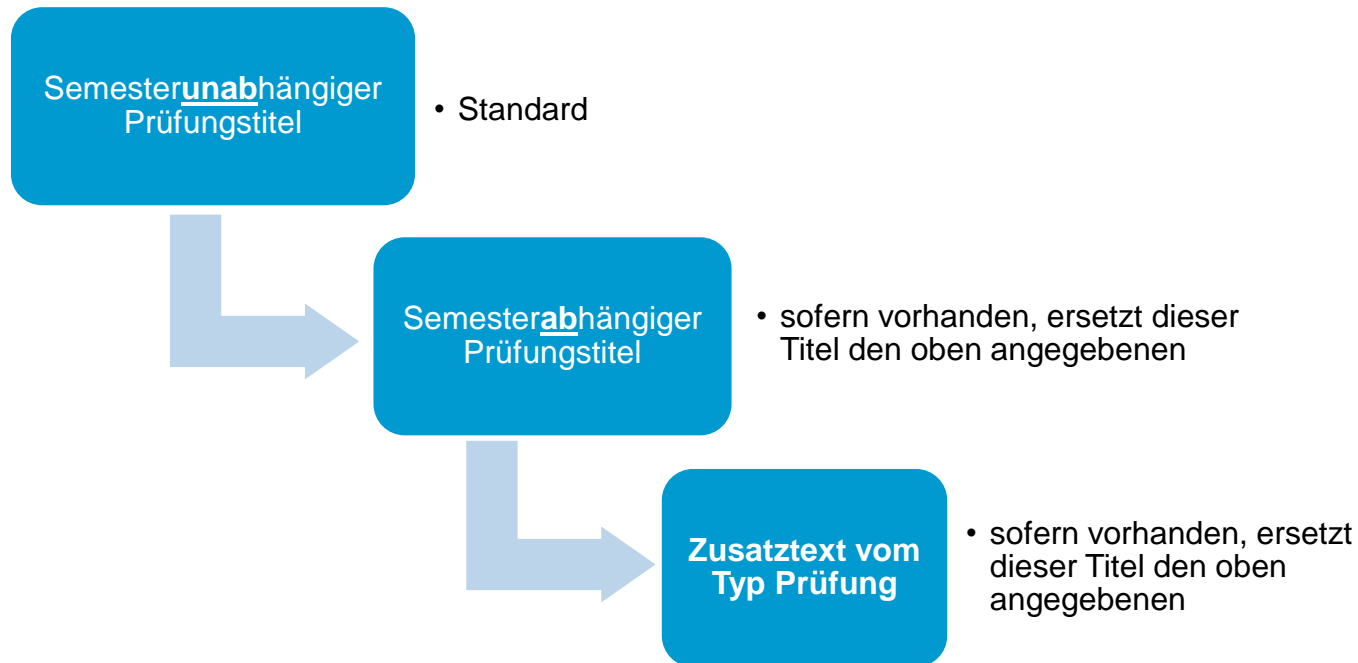 Semesterunabhängiger
Prüfungstitel
• Standard
Semesterabhängiger
Prüfungstitel
• sofern vorhanden, ersetzt dieser
Titel den oben angegebenen
Zusatztext vom
Typ Prüfung
• sofern vorhanden, ersetzt
dieser Titel den oben
angegebenen